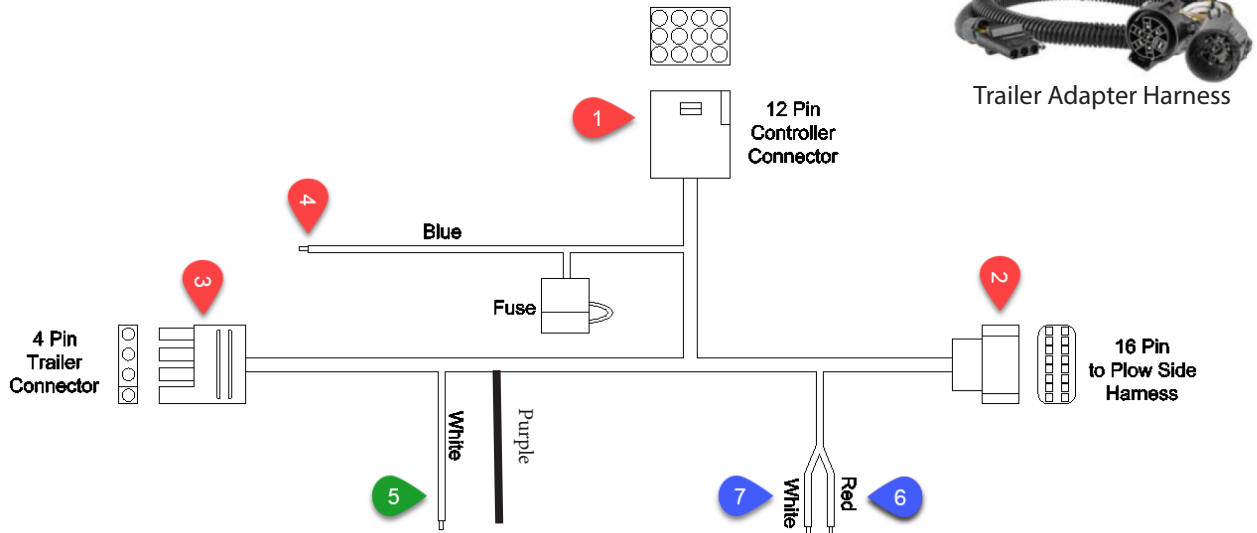 Trailer Adapter Harness
1
12 Pin
Controller
Connector
4
Blue
3
Fuse
2
4 Pin
Trailer
Connector
16 Pin
to Plow Side
Harness
White
Purple
5
7
White
Red
6